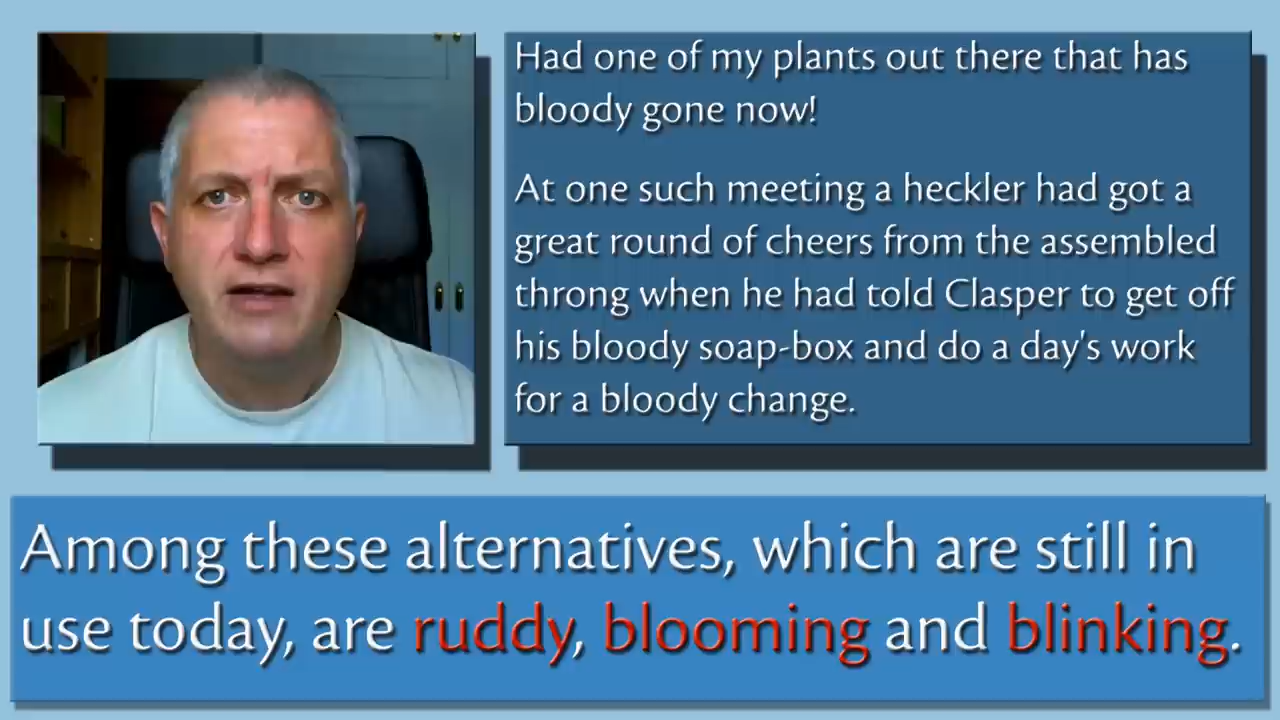 Had one of my plants out there that has
bloody gone now!
At one such meeting a heckler had got a
great round of cheers from the assembled
throng when he had told Clasper to get off
his bloody soap-box and do a day's work
for a bloody change.
Among these alternatives, which are still in
use today, are ruddy, blooming and blinking.